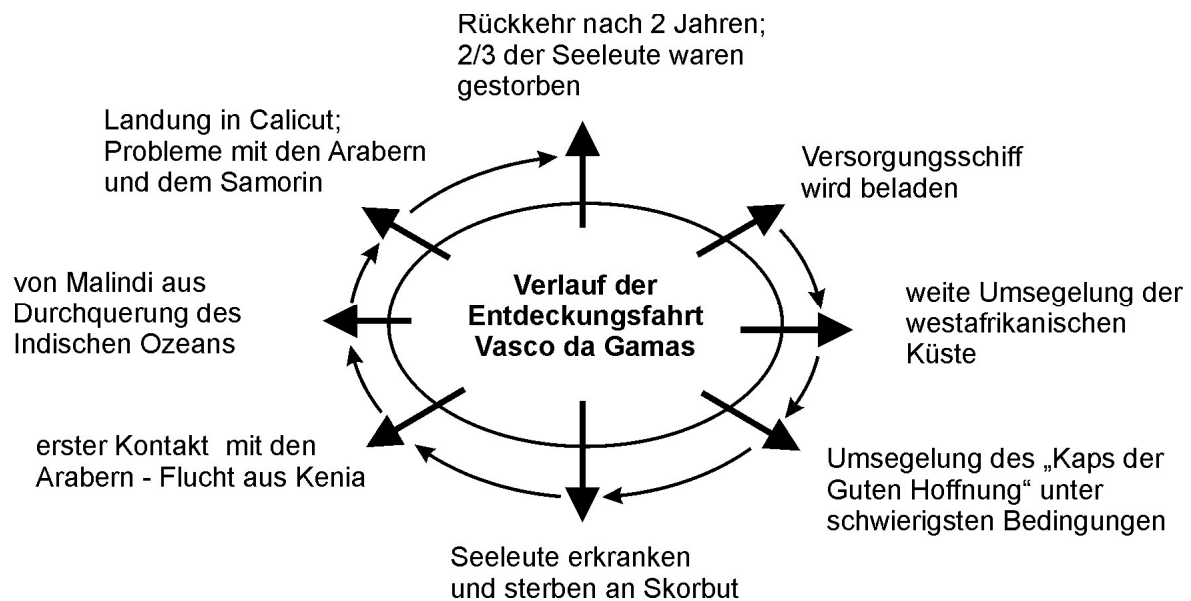 Rückkehr nach 2 Jahren;
2/3 der Seeleute waren
gestorben
Landung in Calicut;
Probleme mit den Arabern
und dem Samorin
Versorgungsschiff
wird beladen
von Malindi aus
Durchquerung des
Indischen Ozeans
Verlauf der
Entdeckungsfahrt
Vasco da Gamas
weite Umsegelung der
westafrikanischen
Küste
erster Kontakt mit den
Arabern - Flucht aus Kenia
Umsegelung des „Kaps der
Guten Hoffnung“ unter
schwierigsten Bedingungen
Seeleute erkranken
und sterben an Skorbut